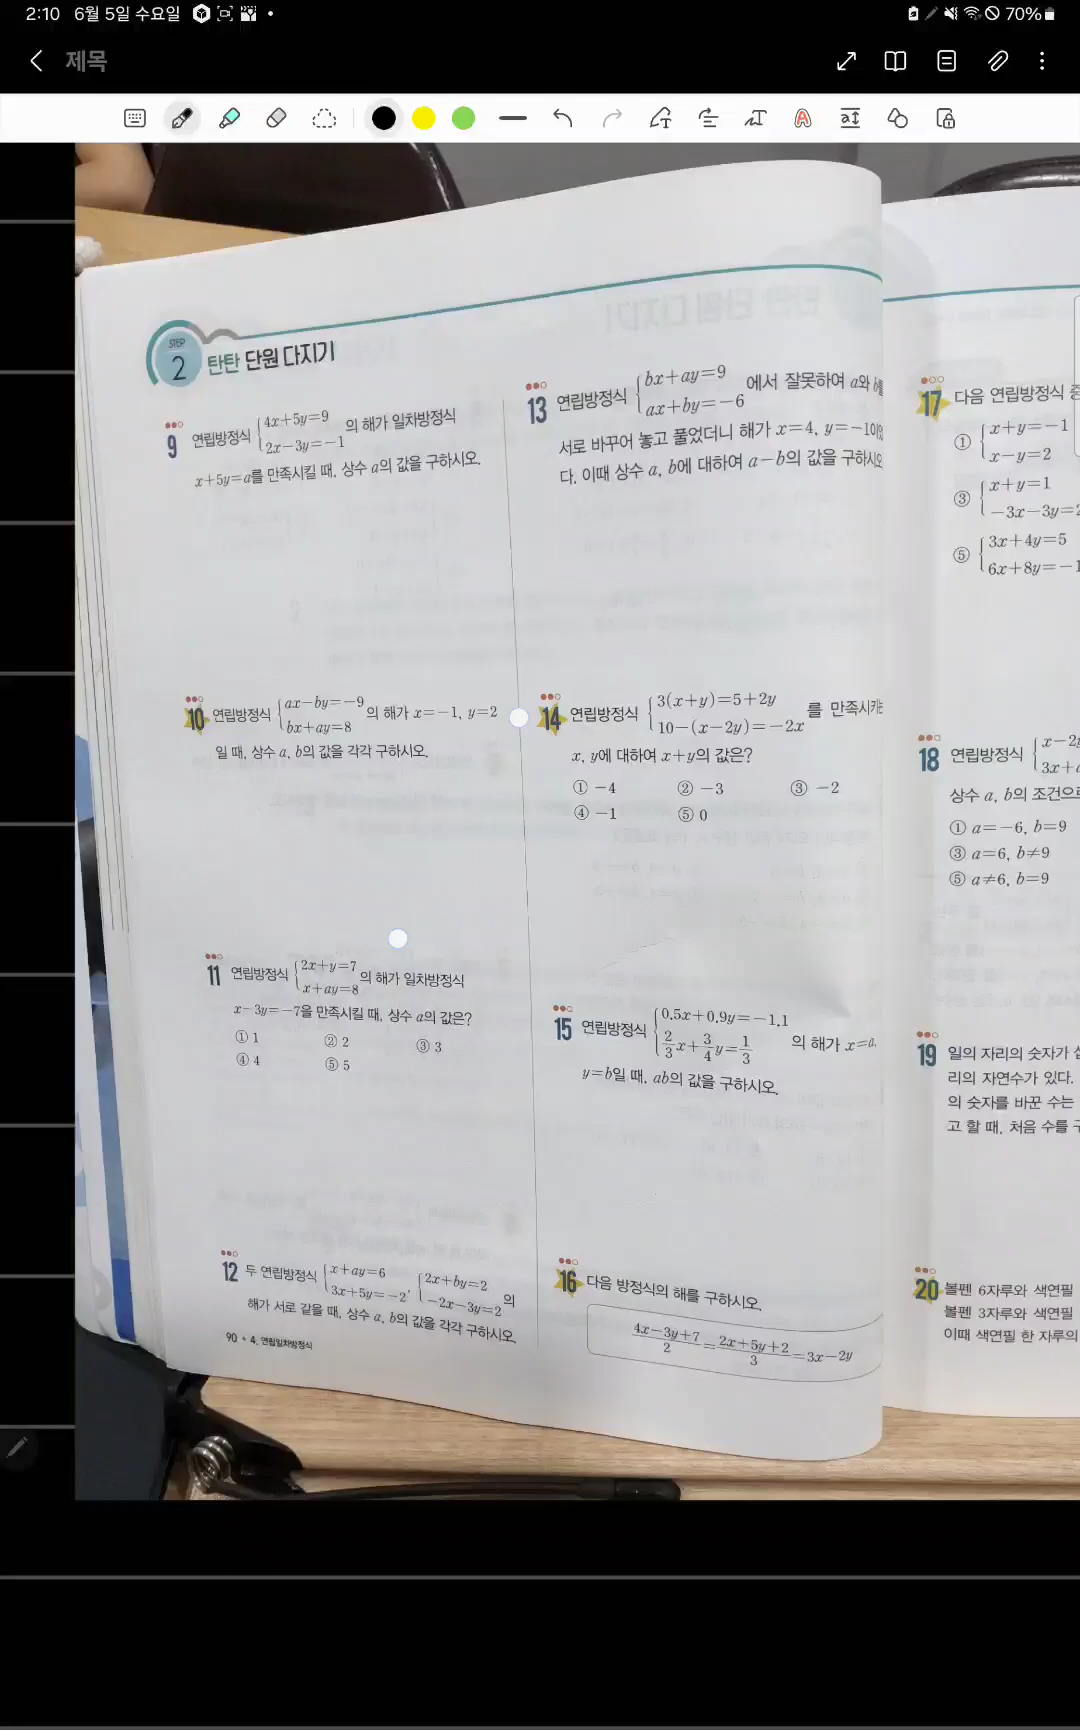 2:10 6월 5일 수요일
70%
제목
STEP
2
탄탄 단원 다지기
9 연립방정식 {4x+5y=9
2x-3y=-1 의 해가 일차방정식
x+5y=a를 만족시킬 때, 상수 a의 값을 구하시오.
10 연립방정식 {ax-by=-9
bx+ay=8 의 해가 x=-1, y=2
일 때, 상수 a, b의 값을 각각 구하시오.
11 연립방정식 {2x+y=7
x+ay=8 의 해가 일차방정식
x-3y=-7을 만족시킬 때, 상수 a의 값은?
① 1 ② 2 ③ 3
④ 4 ⑤ 5
12 두 연립방정식 {x+ay=6
3x+5y=-2, {2x+by=2
-2x-3y=2 의
해가 서로 같을 때, 상수 a, b의 값을 각각 구하시오.
90 • 4. 연립일차방정식
13 연립방정식 {bx+ay=9
ax+by=-6 에서 잘못하여 a와 b를
서로 바꾸어 놓고 풀었더니 해가 x=4, y=-1이었
다. 이때 상수 a, b에 대하여 a-b의 값을 구하시오
14 연립방정식 {3(x+y)=5+2y
10-(x-2y)=-2x 를 만족시키는
x, y에 대하여 x+y의 값은?
① -4 ② -3 ③ -2
④ -1 ⑤ 0
15 연립방정식 {0.5x+0.9y=-1.1
2/3x+3/4y=1/3 의 해가 x=a,
y=b일 때, ab의 값을 구하시오.
16 다음 방정식의 해를 구하시오.
4x-3y+7/2=2x+5y+2/3=3x-2y
17 다음 연립방정식 중
① {x+y=-1
x-y=2
③ {x+y=1
-3x-3y=
⑤ {3x+4y=5
6x+8y=-1
18 연립방정식 {x-2y
3x+
상수 a, b의 조건으로
① a=-6, b=9
③ a=6, b≠9
⑤ a≠6, b=9
19 일의 자리의 숫자가 십
리의 자연수가 있다.
의 숫자를 바꾼 수는
고 할 때, 처음 수를 구
20 볼펜 6자루와 색연필
볼펜 3자루와 색연필
이때 색연필 한 자루의